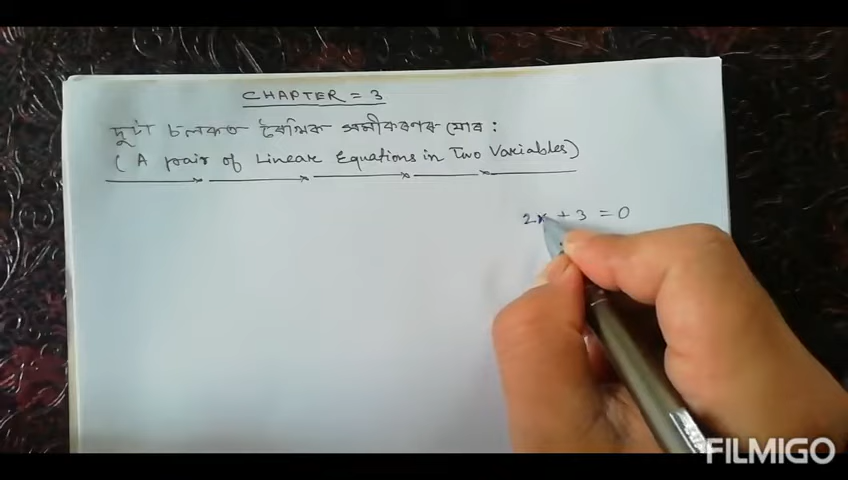 CHAPTER = 3
দুটা চলকত ৰৈখিক সমীকৰণৰ যোৰ :
(A pair of Linear Equations in Two Variables)
2x + 3 = 0
FILMIGO